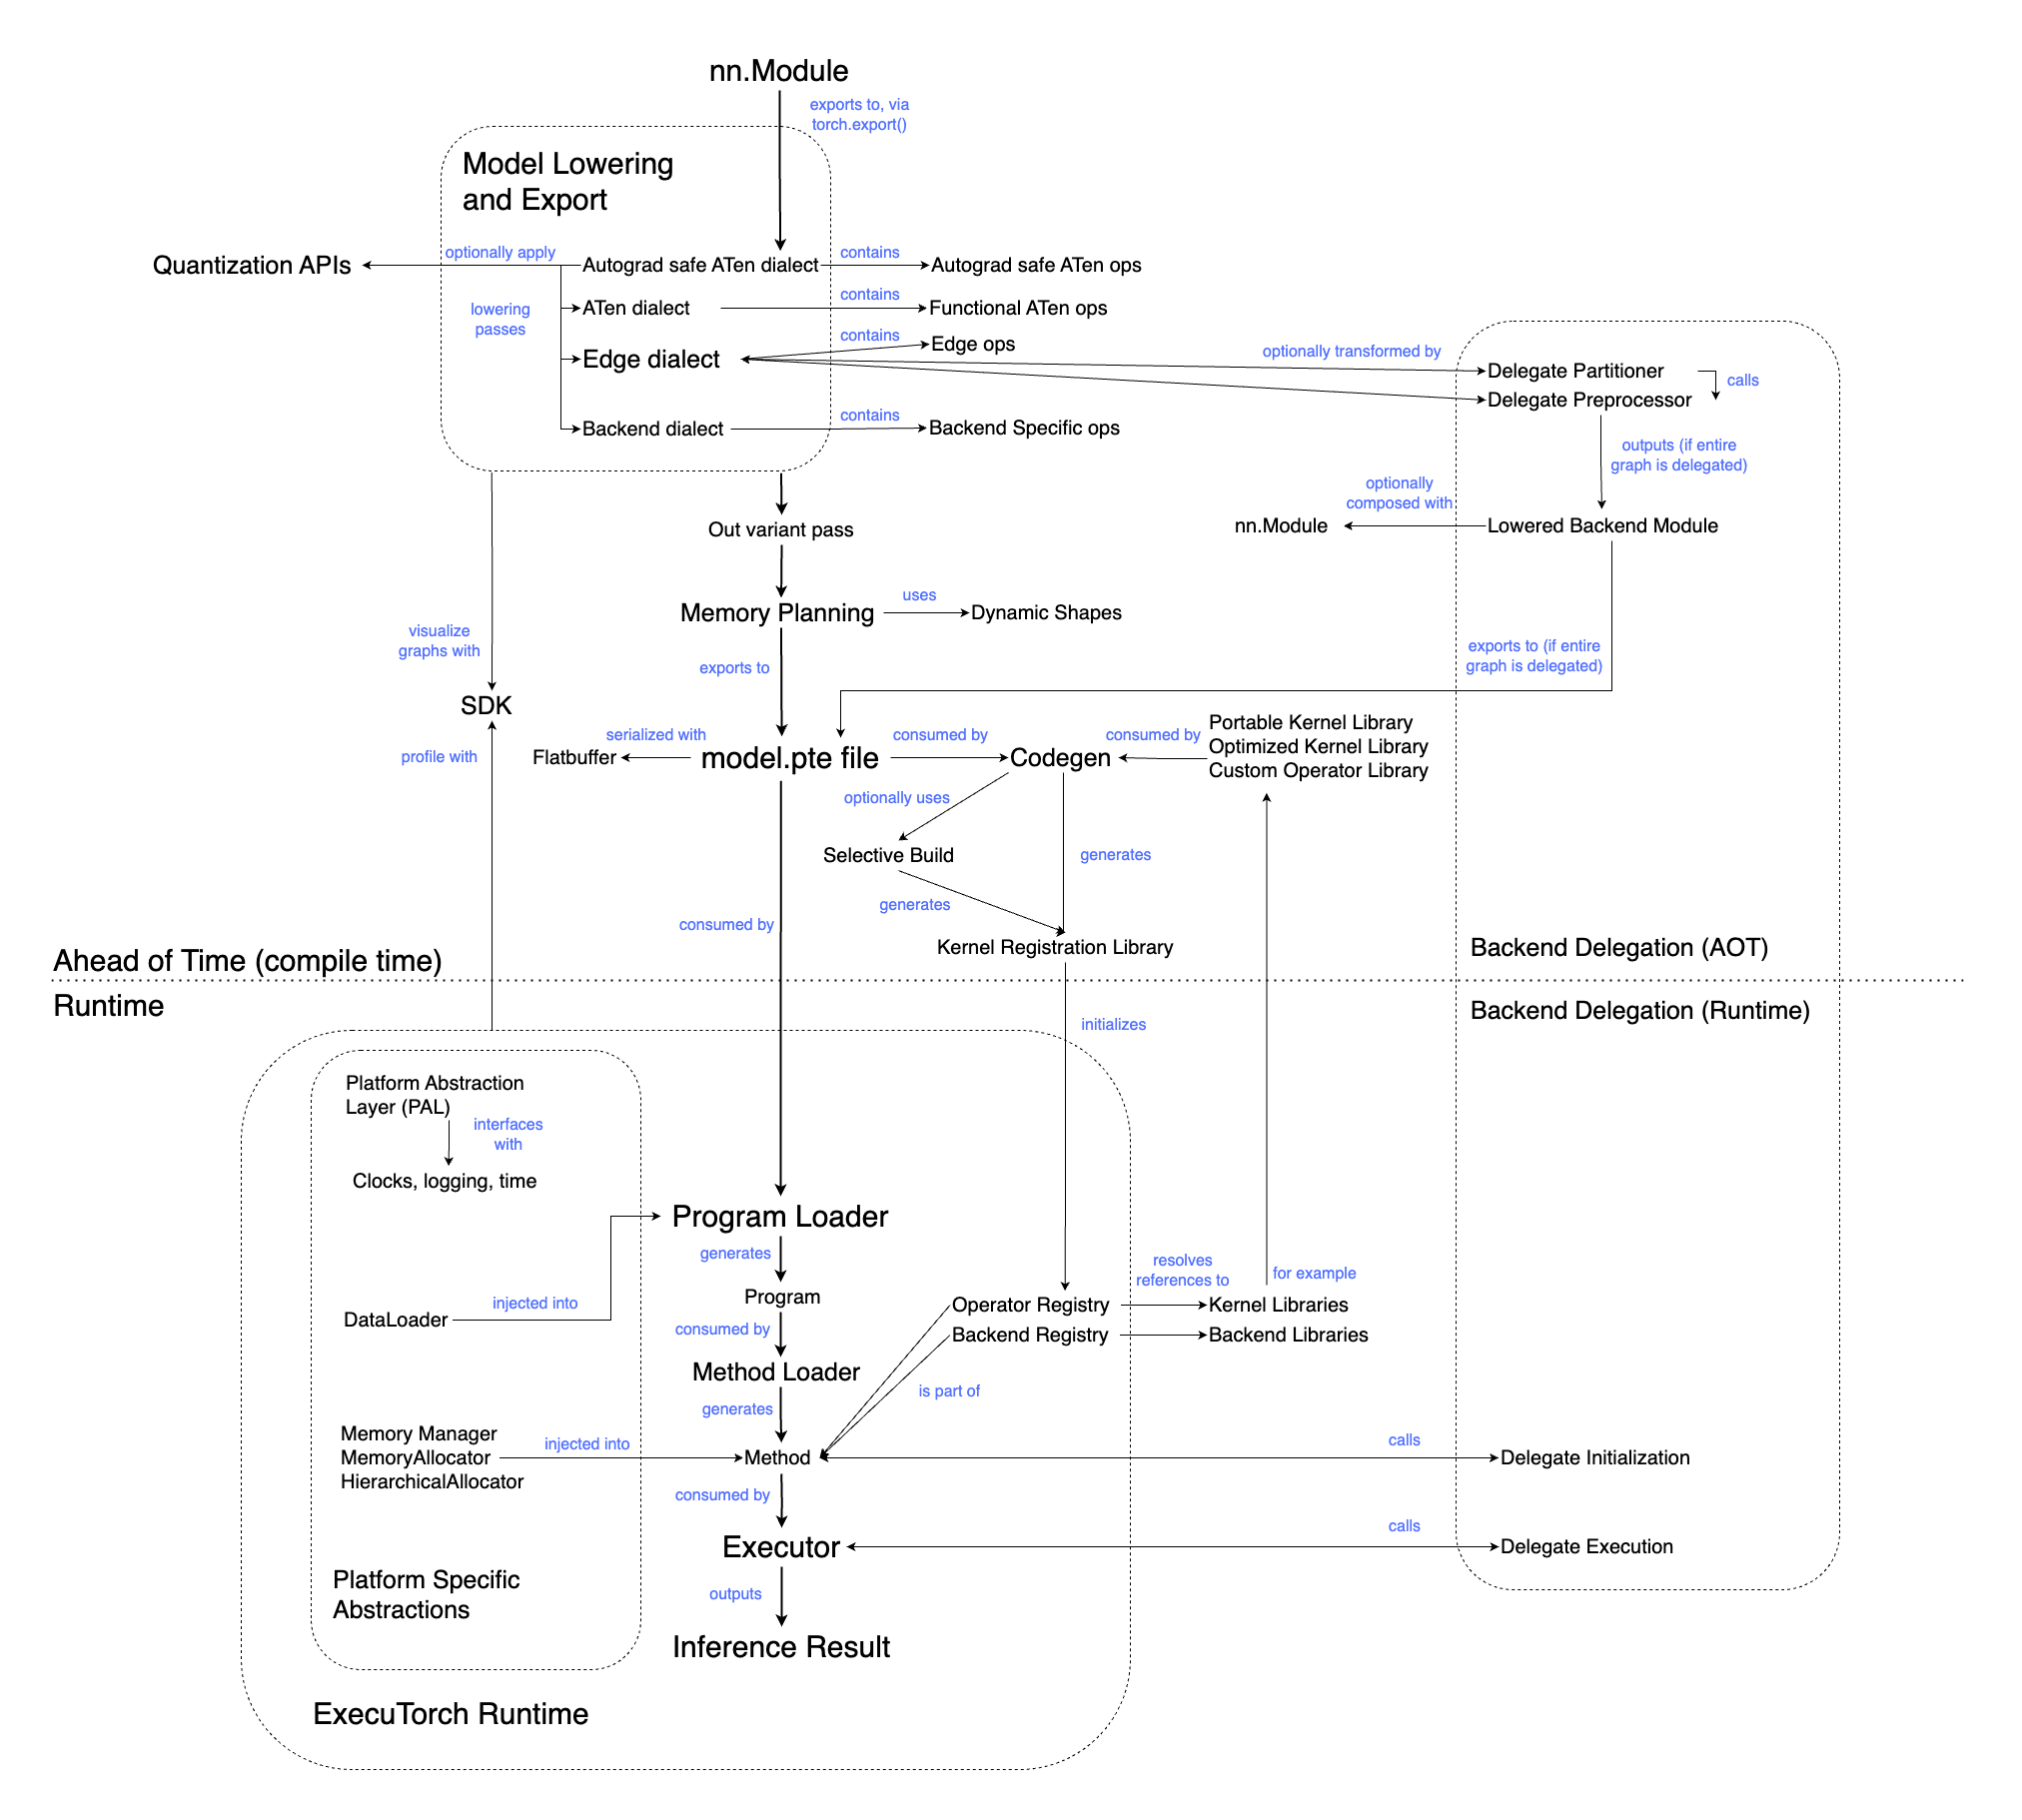 nn.Module
exports to, via
torch.export()
Model Lowering
and Export
Quantization APIs
optionally apply
Autograd safe ATen dialect
contains
Autograd safe ATen ops
lowering
passes
ATen dialect
contains
Functional ATen ops
Edge dialect
contains
Edge ops
optionally transformed by
Delegate Partitioner
calls
Delegate Preprocessor
Backend dialect
contains
Backend Specific ops
outputs (if entire
graph is delegated)
optionally
composed with
nn.Module
Lowered Backend Module
Out variant pass
Memory Planning
uses
Dynamic Shapes
visualize
graphs with
exports to
exports to (if entire
graph is delegated)
SDK
profile with
Flatbuffer
serialized with
model.pte file
consumed by
Codegen
consumed by
Portable Kernel Library
Optimized Kernel Library
Custom Operator Library
optionally uses
Selective Build
generates
generates
consumed by
Kernel Registration Library
Backend Delegation (AOT)
Ahead of Time (compile time)
Runtime
Backend Delegation (Runtime)
initializes
Platform Abstraction
Layer (PAL)
interfaces
with
Clocks, logging, time
Program Loader
generates
Program
DataLoader
injected into
consumed by
Method Loader
generates
resolves
references to
for example
Operator Registry
Kernel Libraries
Backend Registry
Backend Libraries
is part of
Memory Manager
MemoryAllocator
HierarchicalAllocator
injected into
Method
calls
Delegate Initialization
consumed by
Executor
calls
Delegate Execution
outputs
Platform Specific
Abstractions
Inference Result
ExecuTorch Runtime